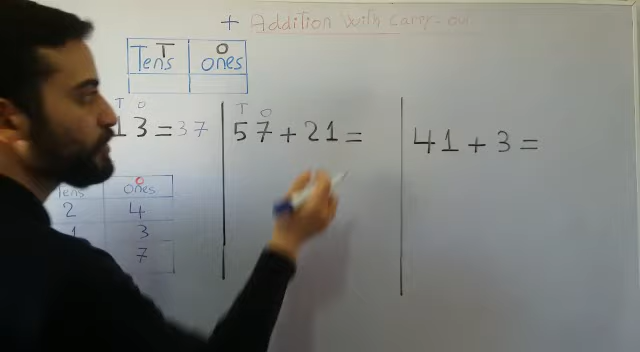 + Addition with Carry-out
T O
Tens ones
T O
13 = 37
T O
57 + 21 =
41 + 3 =
Tens ones
2 4
1 3
7